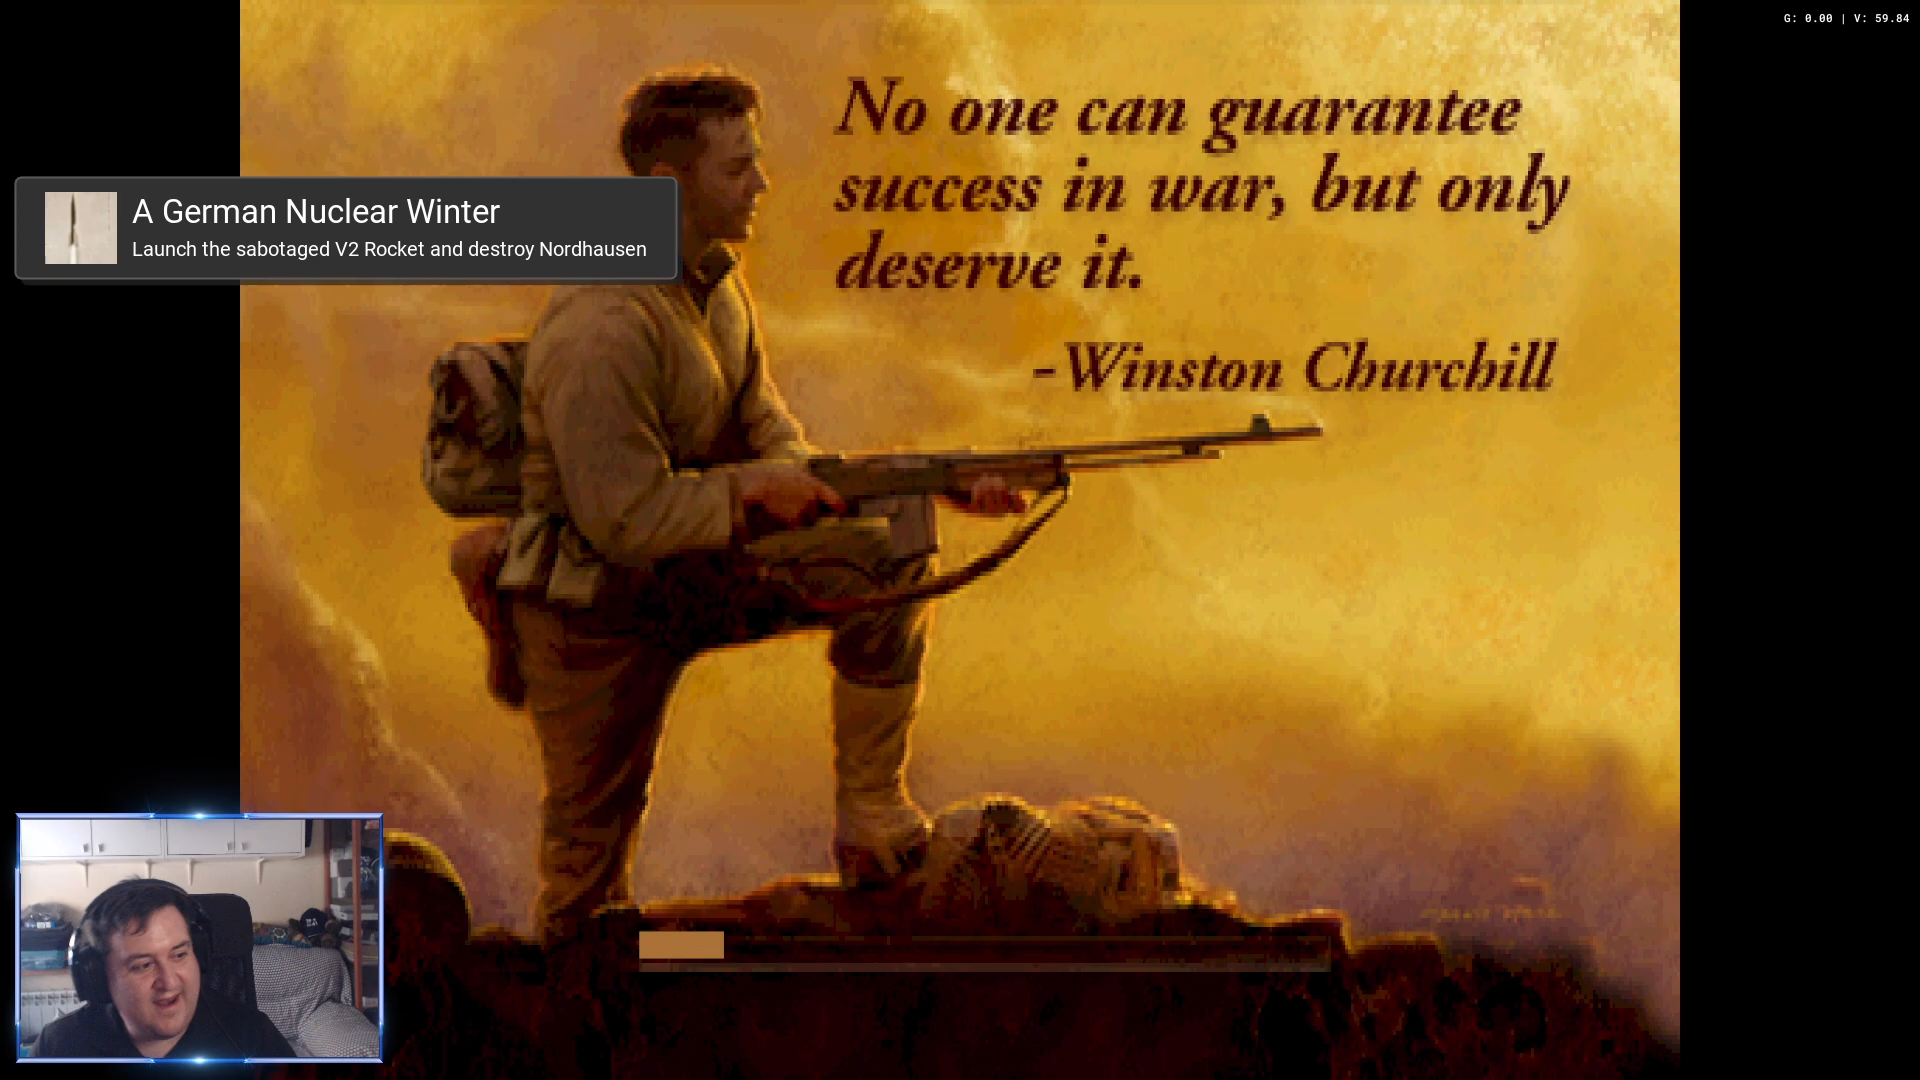 G: 0.00 | V: 59.84
No one can guarantee
success in war, but only
deserve it.
-Winston Churchill
A German Nuclear Winter
Launch the sabotaged V2 Rocket and destroy Nordhausen